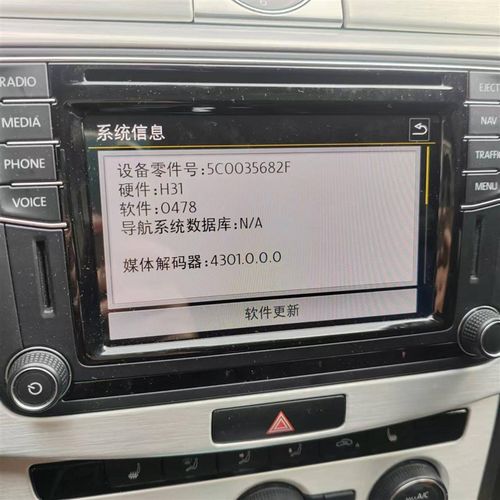 RADIO
MEDIA
PHONE
VOICE
系统信息
设备零件号:5C0035682F
硬件:H31
软件:0478
导航系统数据库:N/A
媒体解码器:4301.0.0.0
软件更新
EJECT
NAV
TRAFFIC
MENU